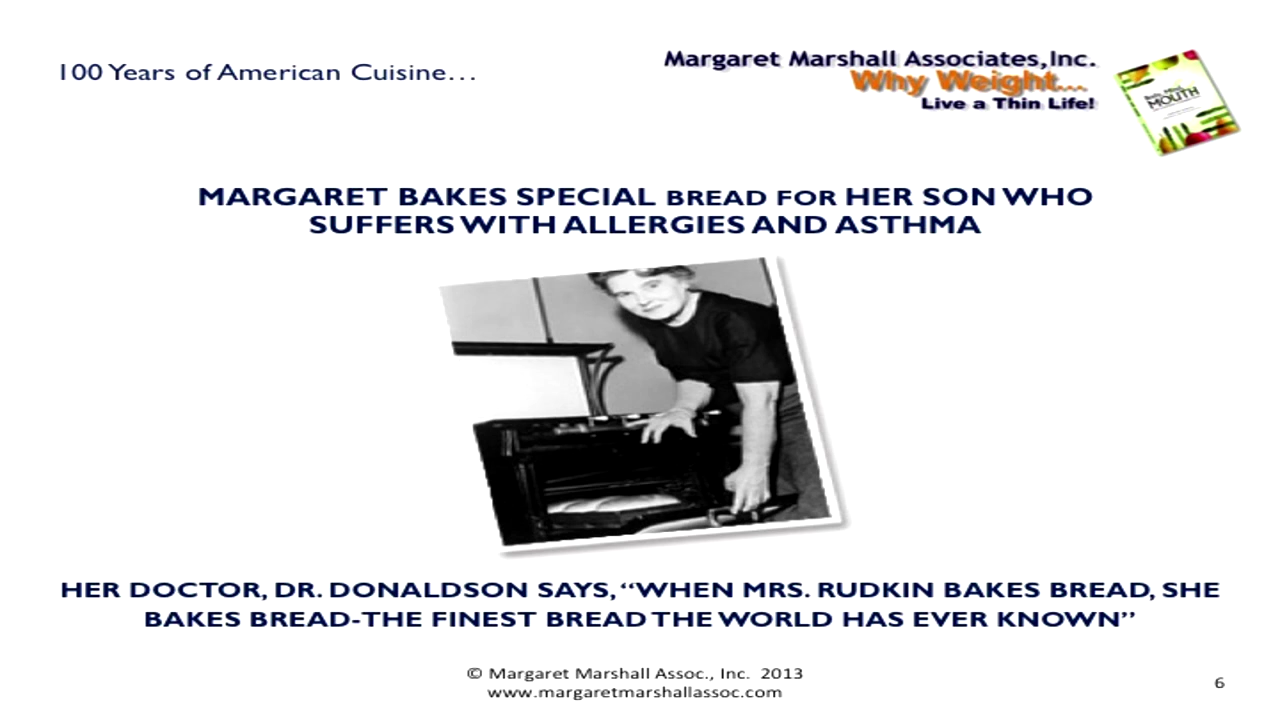 100 Years of American Cuisine...
Margaret Marshall Associates,Inc.
Why Weight....
Live a Thin Life!
MOUTH
MARGARET BAKES SPECIAL BREAD FOR HER SON WHO
SUFFERS WITH ALLERGIES AND ASTHMA
HER DOCTOR, DR. DONALDSON SAYS, “WHEN MRS. RUDKIN BAKES BREAD, SHE
BAKES BREAD-THE FINEST BREAD THE WORLD HAS EVER KNOWN”
© Margaret Marshall Assoc., Inc. 2013
www.margaretmarshallassoc.com
6